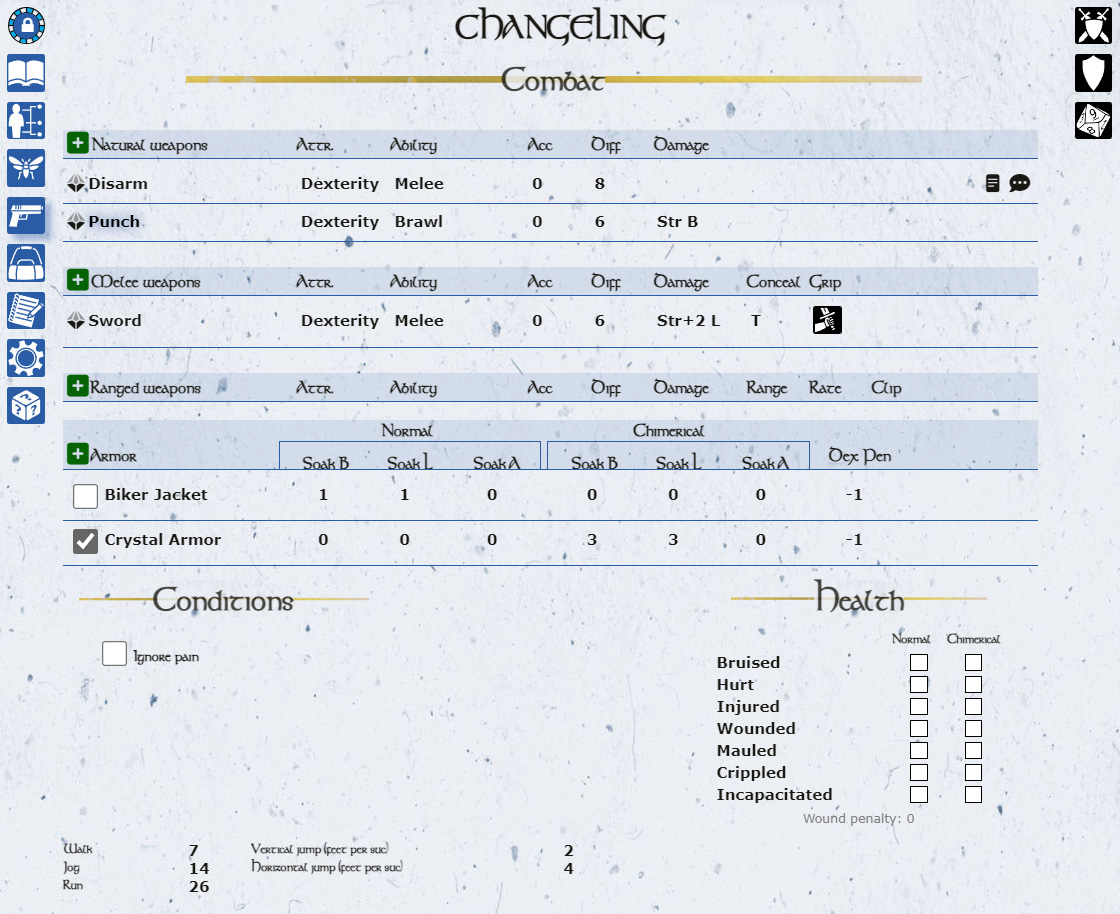 Changeling
Combat
Natural weapons Attr. Ability Acc Diff Damage
Disarm Dexterity Melee 0 8
Punch Dexterity Brawl 0 6 Str B
Melee weapons Attr. Ability Acc Diff Damage Conceal Grip
Sword Dexterity Melee 0 6 Str+2 L T
Ranged weapons Attr. Ability Acc Diff Damage Range Rate Clip
Normal Chimerical
Armor Soak B Soak L Soak A Soak B Soak L Soak A Dex Pen
Biker Jacket 1 1 0 0 0 0 -1
Crystal Armor 0 0 0 3 3 0 -1
Conditions
Ignore pain
Health
Normal Chimerical
Bruised
Hurt
Injured
Wounded
Mauled
Crippled
Incapacitated
Wound penalty: 0
Walk 7 Vertical jump (feet per suc) 2
Jog 14 Horizontal jump (feet per suc) 4
Run 26
9
8
? ? ?